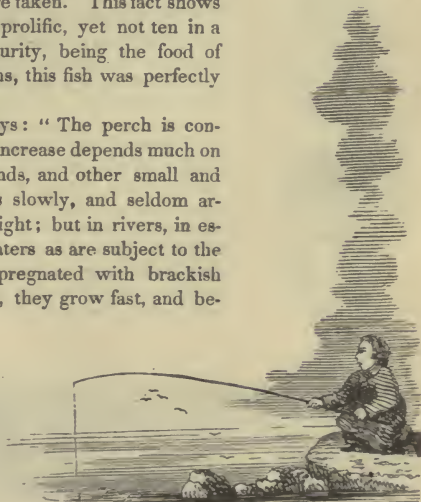 e taken. This fact shows
prolific, yet not ten in a
urity, being the food of
ns, this fish was perfectly
ys: “ The perch is con-
increase depends much on
nds, and other small and
s slowly, and seldom ar-
ight; but in rivers, in es-
aters as are subject to the
pregnated with brackish
, they grow fast, and be-